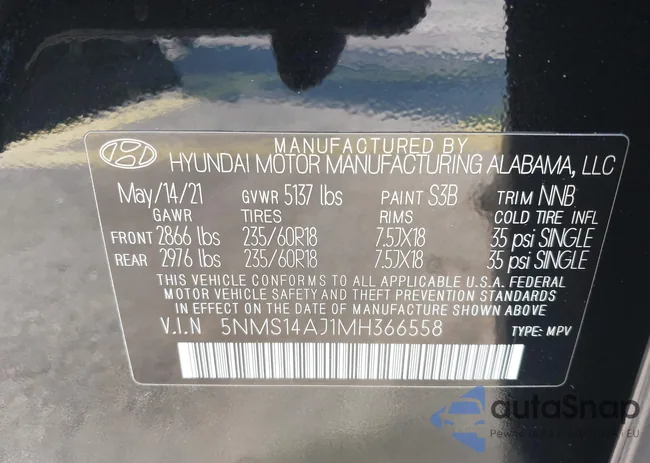 MANUFACTURED BY
HYUNDAI MOTOR MANUFACTURING ALABAMA, LLC
May/14/21 GVWR 5137 lbs PAINT S3B TRIM NNB
GAWR TIRES RIMS COLD TIRE INFL
FRONT 2866 lbs 235/60R18 7.5JX18 35 psi SINGLE
REAR 2976 lbs 235/60R18 7.5JX18 35 psi SINGLE
THIS VEHICLE CONFORMS TO ALL APPLICABLE U.S.A. FEDERAL
MOTOR VEHICLE SAFETY AND THEFT PREVENTION STANDARDS
IN EFFECT ON THE DATE OF MANUFACTURE SHOWN ABOVE.
V.I.N 5NMS14AJ1MH366558 TYPE: MPV
autaSnap